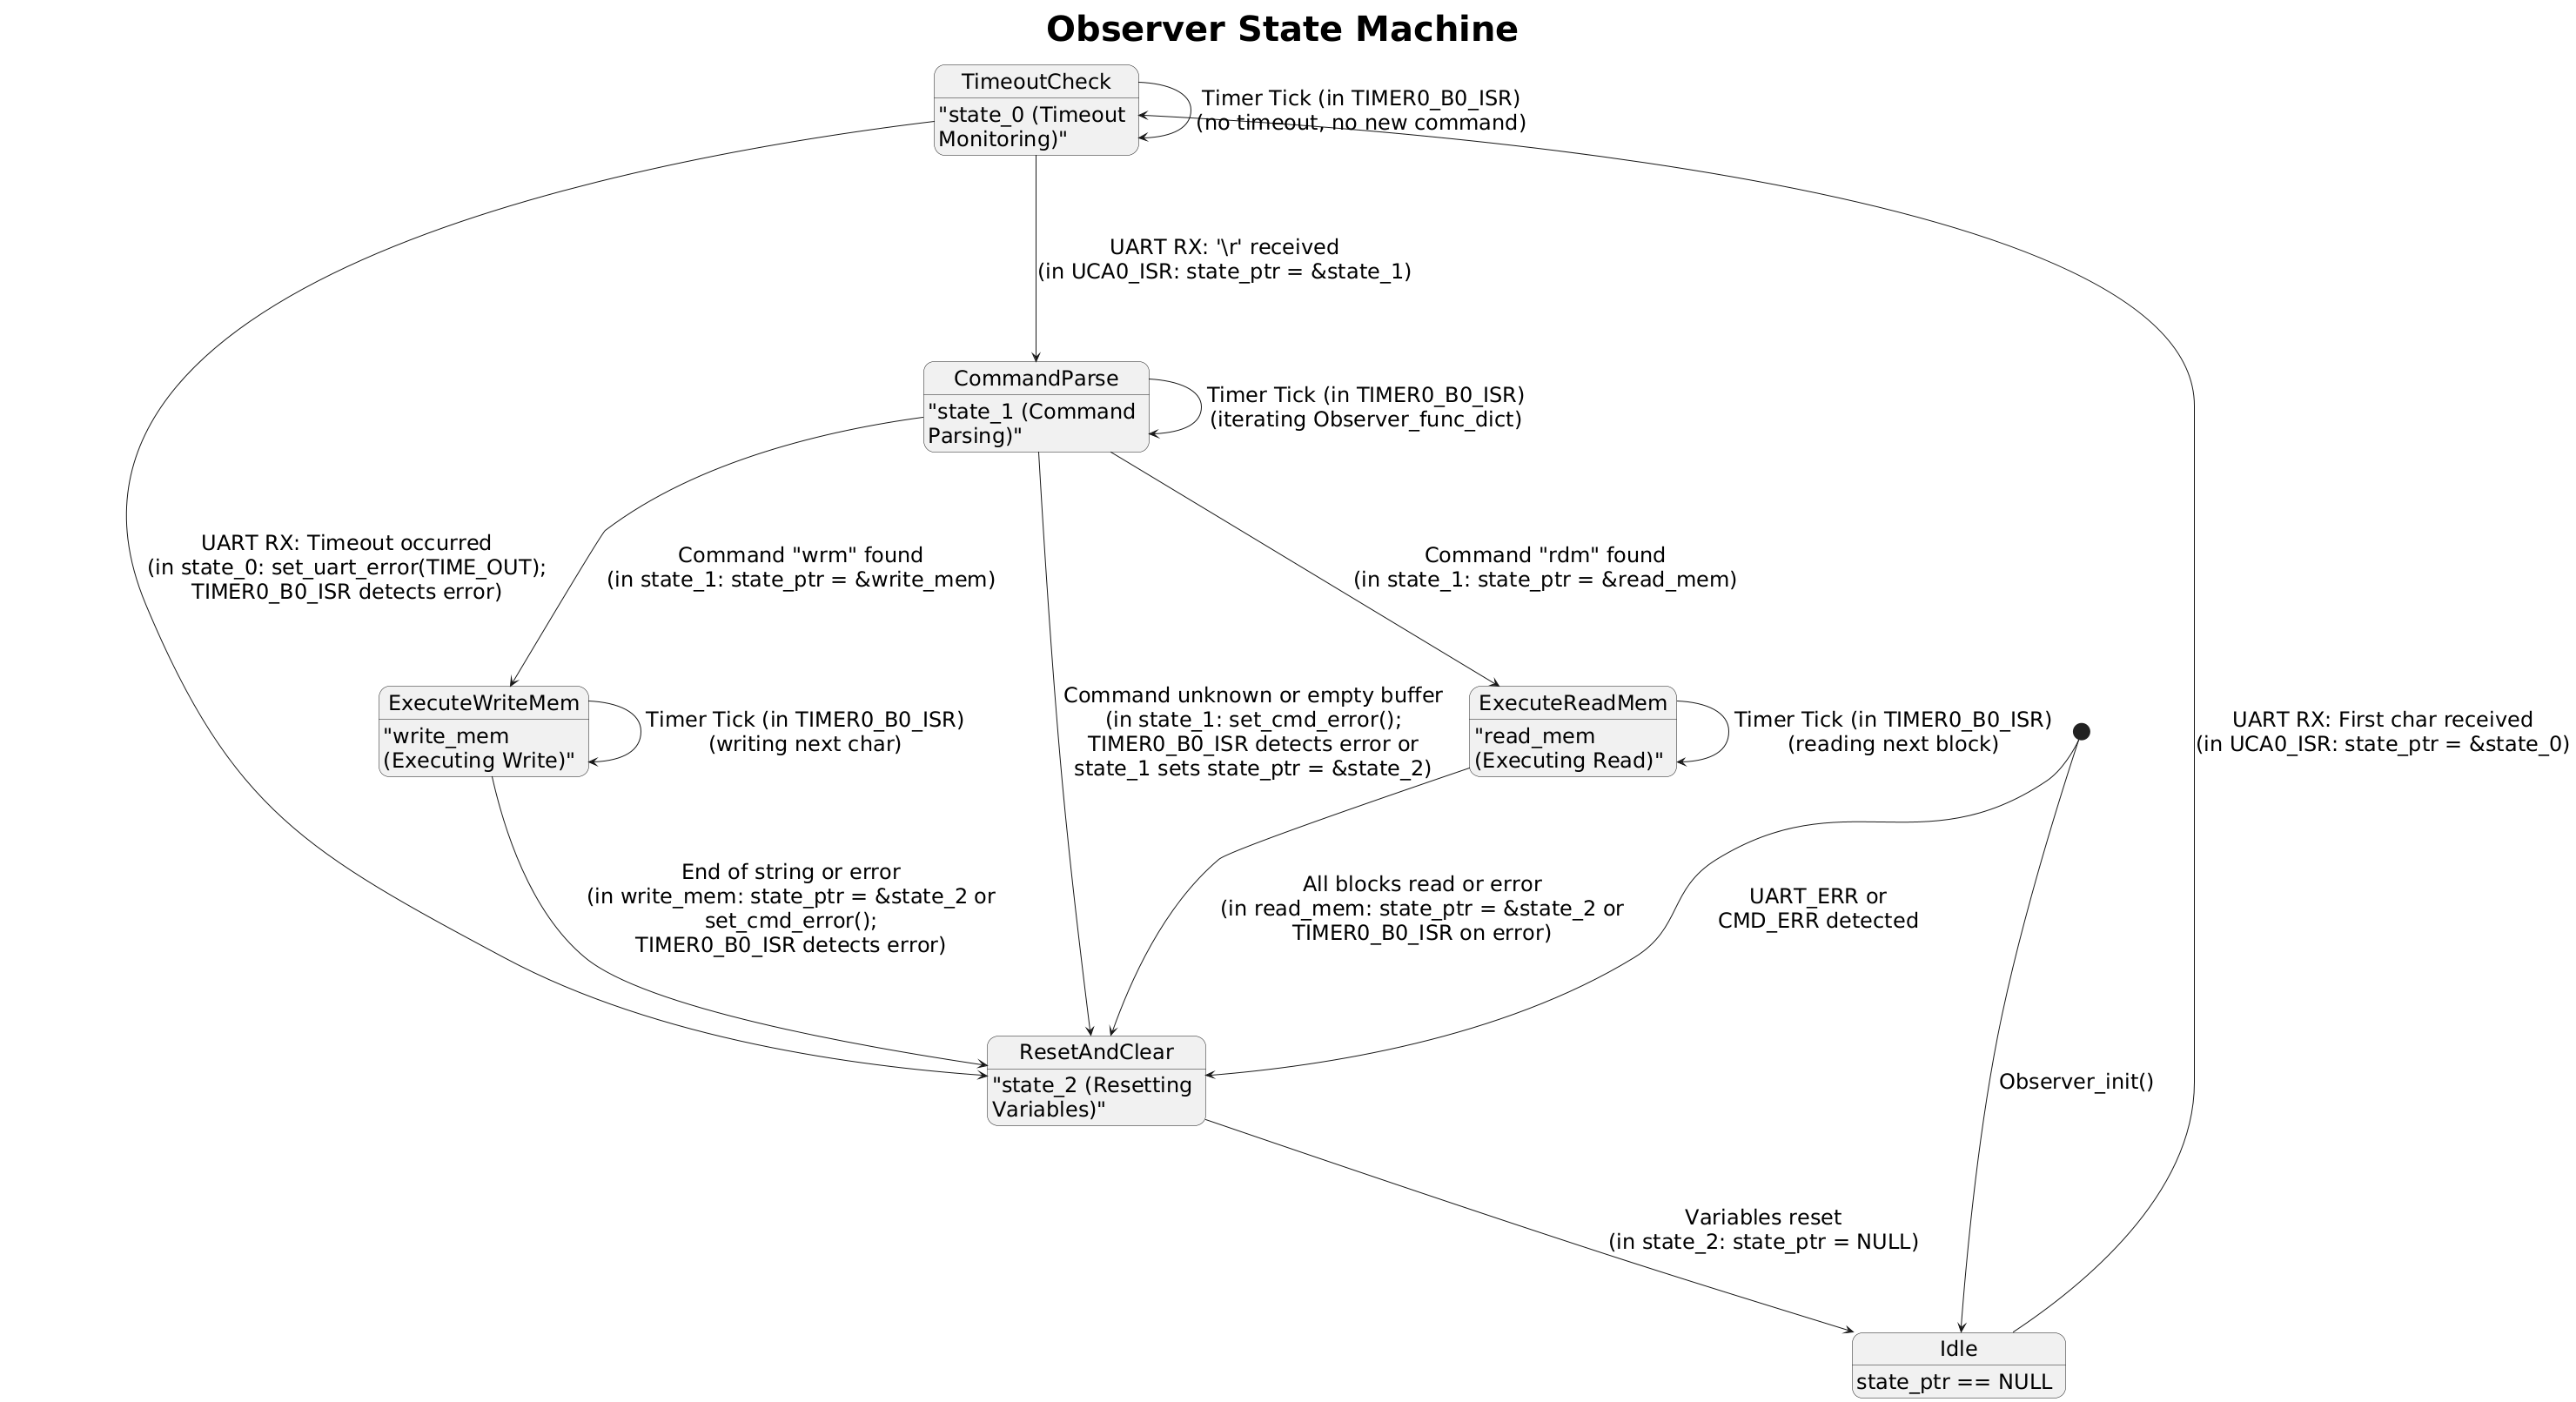 Observer State Machine
TimeoutCheck
"state_0 (Timeout
Monitoring)"
Timer Tick (in TIMER0_B0_ISR)
(no timeout, no new command)
UART RX: '\r' received
(in UCA0_ISR: state_ptr = &state_1)
CommandParse
"state_1 (Command
Parsing)"
Timer Tick (in TIMER0_B0_ISR)
(iterating Observer_func_dict)
UART RX: Timeout occurred
(in state_0: set_uart_error(TIME_OUT);
TIMER0_B0_ISR detects error)
Command "wrm" found
(in state_1: state_ptr = &write_mem)
Command "rdm" found
(in state_1: state_ptr = &read_mem)
ExecuteWriteMem
"write_mem
(Executing Write)"
Timer Tick (in TIMER0_B0_ISR)
(writing next char)
Command unknown or empty buffer
(in state_1: set_cmd_error();
TIMER0_B0_ISR detects error or
state_1 sets state_ptr = &state_2)
ExecuteReadMem
"read_mem
(Executing Read)"
Timer Tick (in TIMER0_B0_ISR)
(reading next block)
UART RX: First char received
(in UCA0_ISR: state_ptr = &state_0)
End of string or error
(in write_mem: state_ptr = &state_2 or
set_cmd_error();
TIMER0_B0_ISR detects error)
All blocks read or error
(in read_mem: state_ptr = &state_2 or
TIMER0_B0_ISR on error)
UART_ERR or
CMD_ERR detected
ResetAndClear
"state_2 (Resetting
Variables)"
Observer_init()
Variables reset
(in state_2: state_ptr = NULL)
Idle
state_ptr == NULL